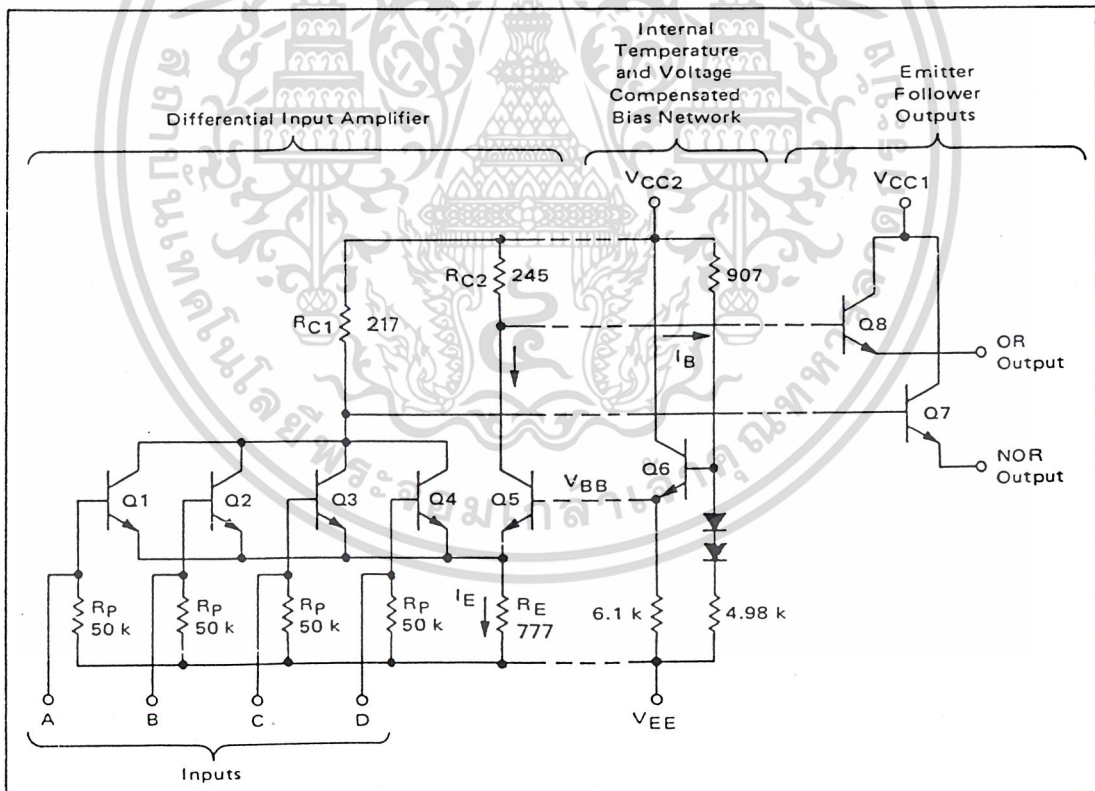 Internal
Temperature
and Voltage
Compensated
Bias Network
Emitter
Follower
Outputs
Differential Input Amplifier
VCC2
VCC1
RC2 245
907
RC1 217
Q8
IB
OR
Output
Q7
NOR
Output
Q1
Q2
Q3
Q4
Q5
VBB
Q6
RP
50 k
RP
50 k
RP
50 k
RP
50 k
IE
RE
777
6.1 k
4.98 k
A
B
C
D
VEE
Inputs